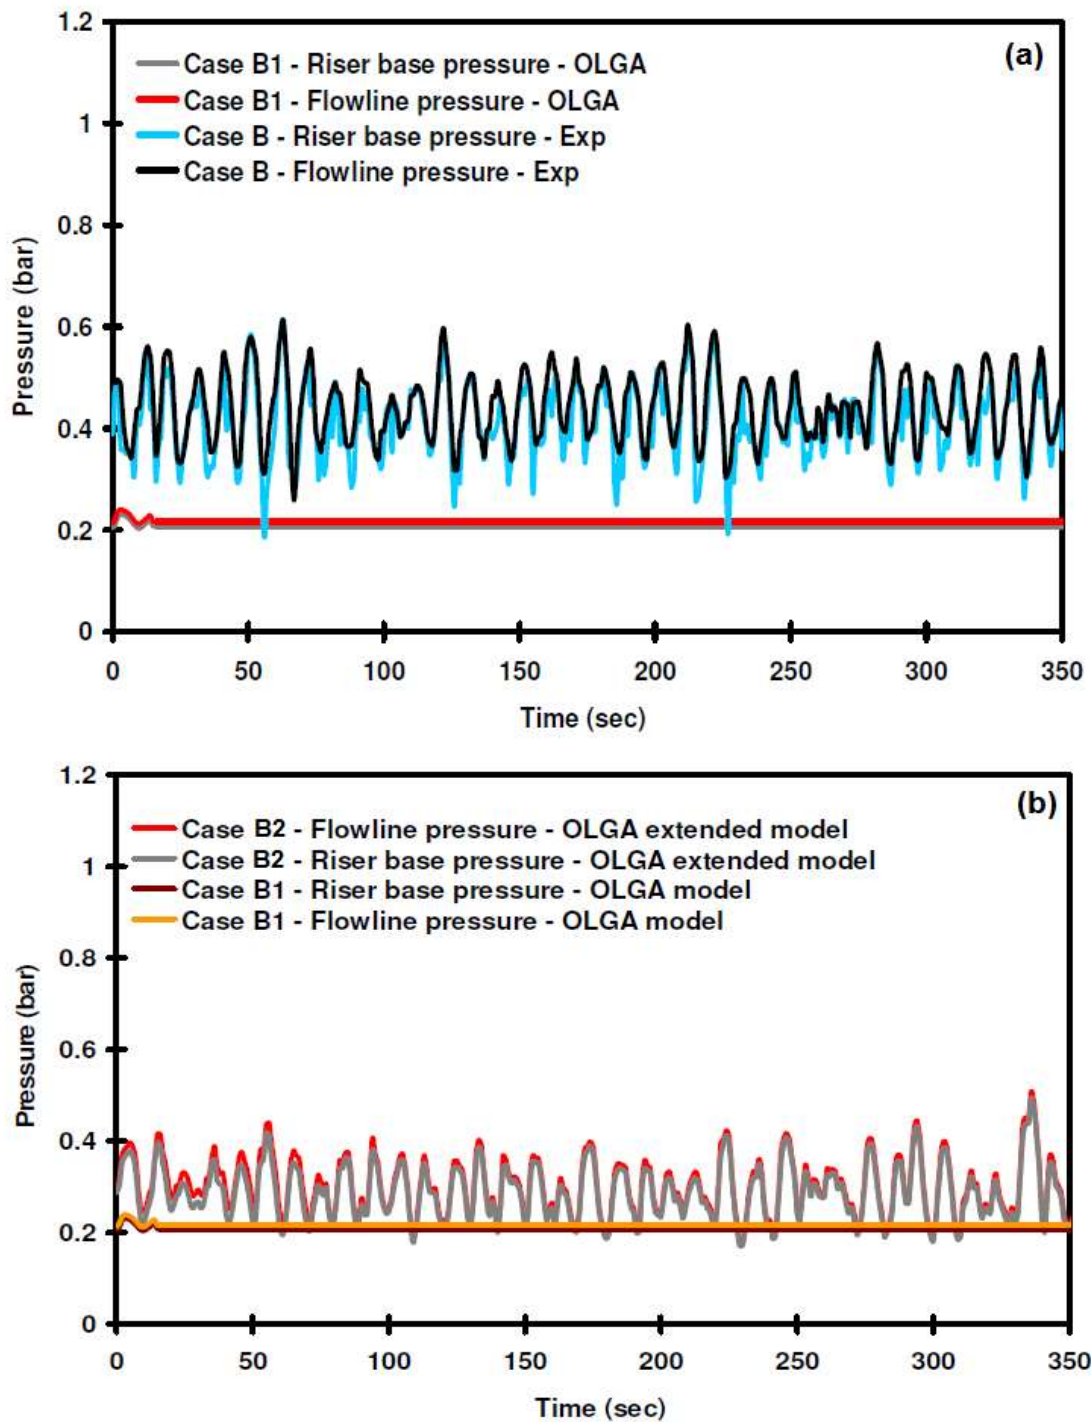 (a)
Case B1 - Riser base pressure - OLGA
Case B1 - Flowline pressure - OLGA
Case B - Riser base pressure - Exp
Case B - Flowline pressure - Exp
Pressure (bar)
1.2
1
0.8
0.6
0.4
0.2
0
0 50 100 150 200 250 300 350
Time (sec)
(b)
Case B2 - Flowline pressure - OLGA extended model
Case B2 - Riser base pressure - OLGA extended model
Case B1 - Riser base pressure - OLGA model
Case B1 - Flowline pressure - OLGA model
Pressure (bar)
1.2
1
0.8
0.6
0.4
0.2
0
0 50 100 150 200 250 300 350
Time (sec)